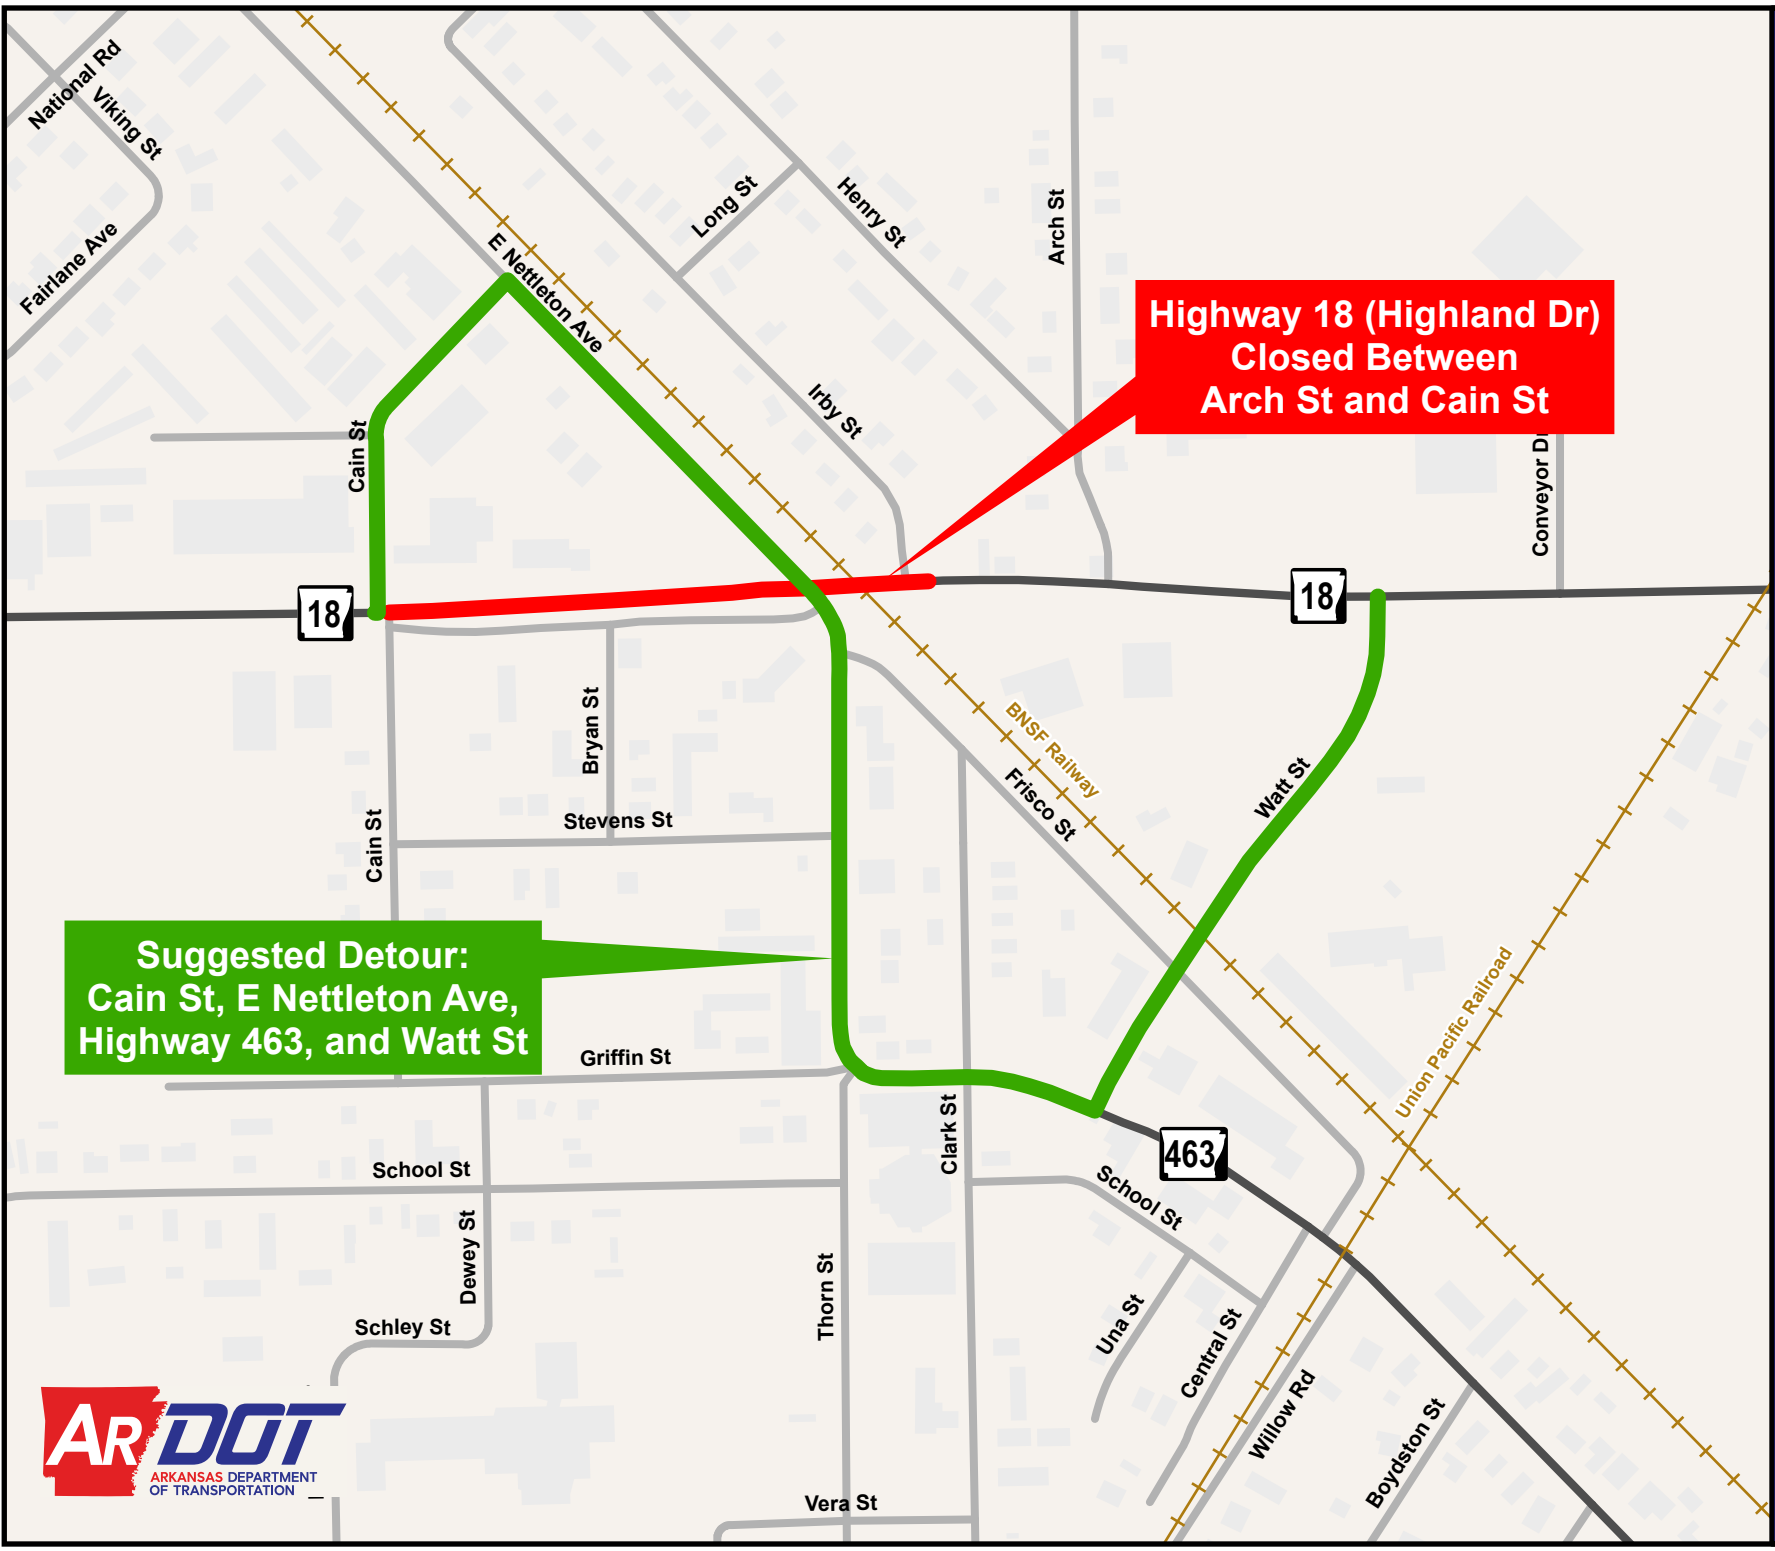 National Rd
Viking St
Fairlane Ave
E Nettleton Ave
Long St
Henry St
Arch St
Irby St
Highway 18 (Highland Dr)
Closed Between
Arch St and Cain St
Conveyor Dr
Cain St
18
18
Bryan St
BNSF Railway
Frisco St
Watt St
Stevens St
Cain St
Suggested Detour:
Cain St, E Nettleton Ave,
Highway 463, and Watt St
Union Pacific Railroad
Griffin St
Clark St
463
School St
School St
Dewey St
Thorn St
Una St
Central St
Schley St
Willow Rd
Boydston St
ARDOT
ARKANSAS DEPARTMENT
OF TRANSPORTATION
Vera St